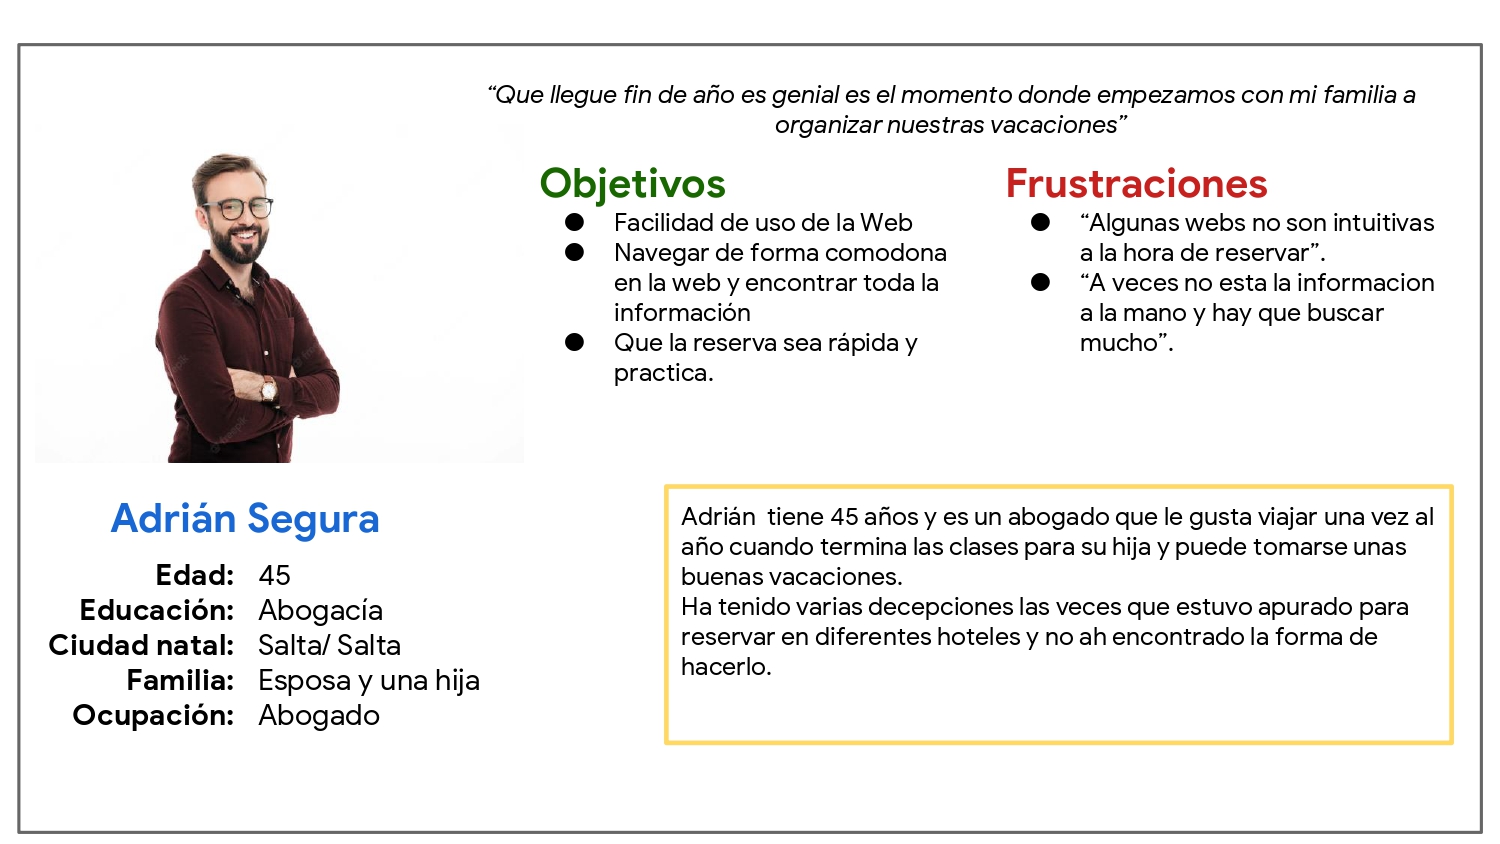 “Que llegue fin de año es genial es el momento donde empezamos con mi familia a
organizar nuestras vacaciones”
Objetivos
● Facilidad de uso de la Web
● Navegar de forma comodona
en la web y encontrar toda la
información
● Que la reserva sea rápida y
practica.
Frustraciones
● “Algunas webs no son intuitivas
a la hora de reservar”.
● “A veces no esta la informacion
a la mano y hay que buscar
mucho”.
Adrián Segura
Edad: 45
Educación: Abogacía
Ciudad natal: Salta/ Salta
Familia: Esposa y una hija
Ocupación: Abogado
Adrián  tiene 45 años y es un abogado que le gusta viajar una vez al
año cuando termina las clases para su hija y puede tomarse unas
buenas vacaciones.
Ha tenido varias decepciones las veces que estuvo apurado para
reservar en diferentes hoteles y no ah encontrado la forma de
hacerlo.